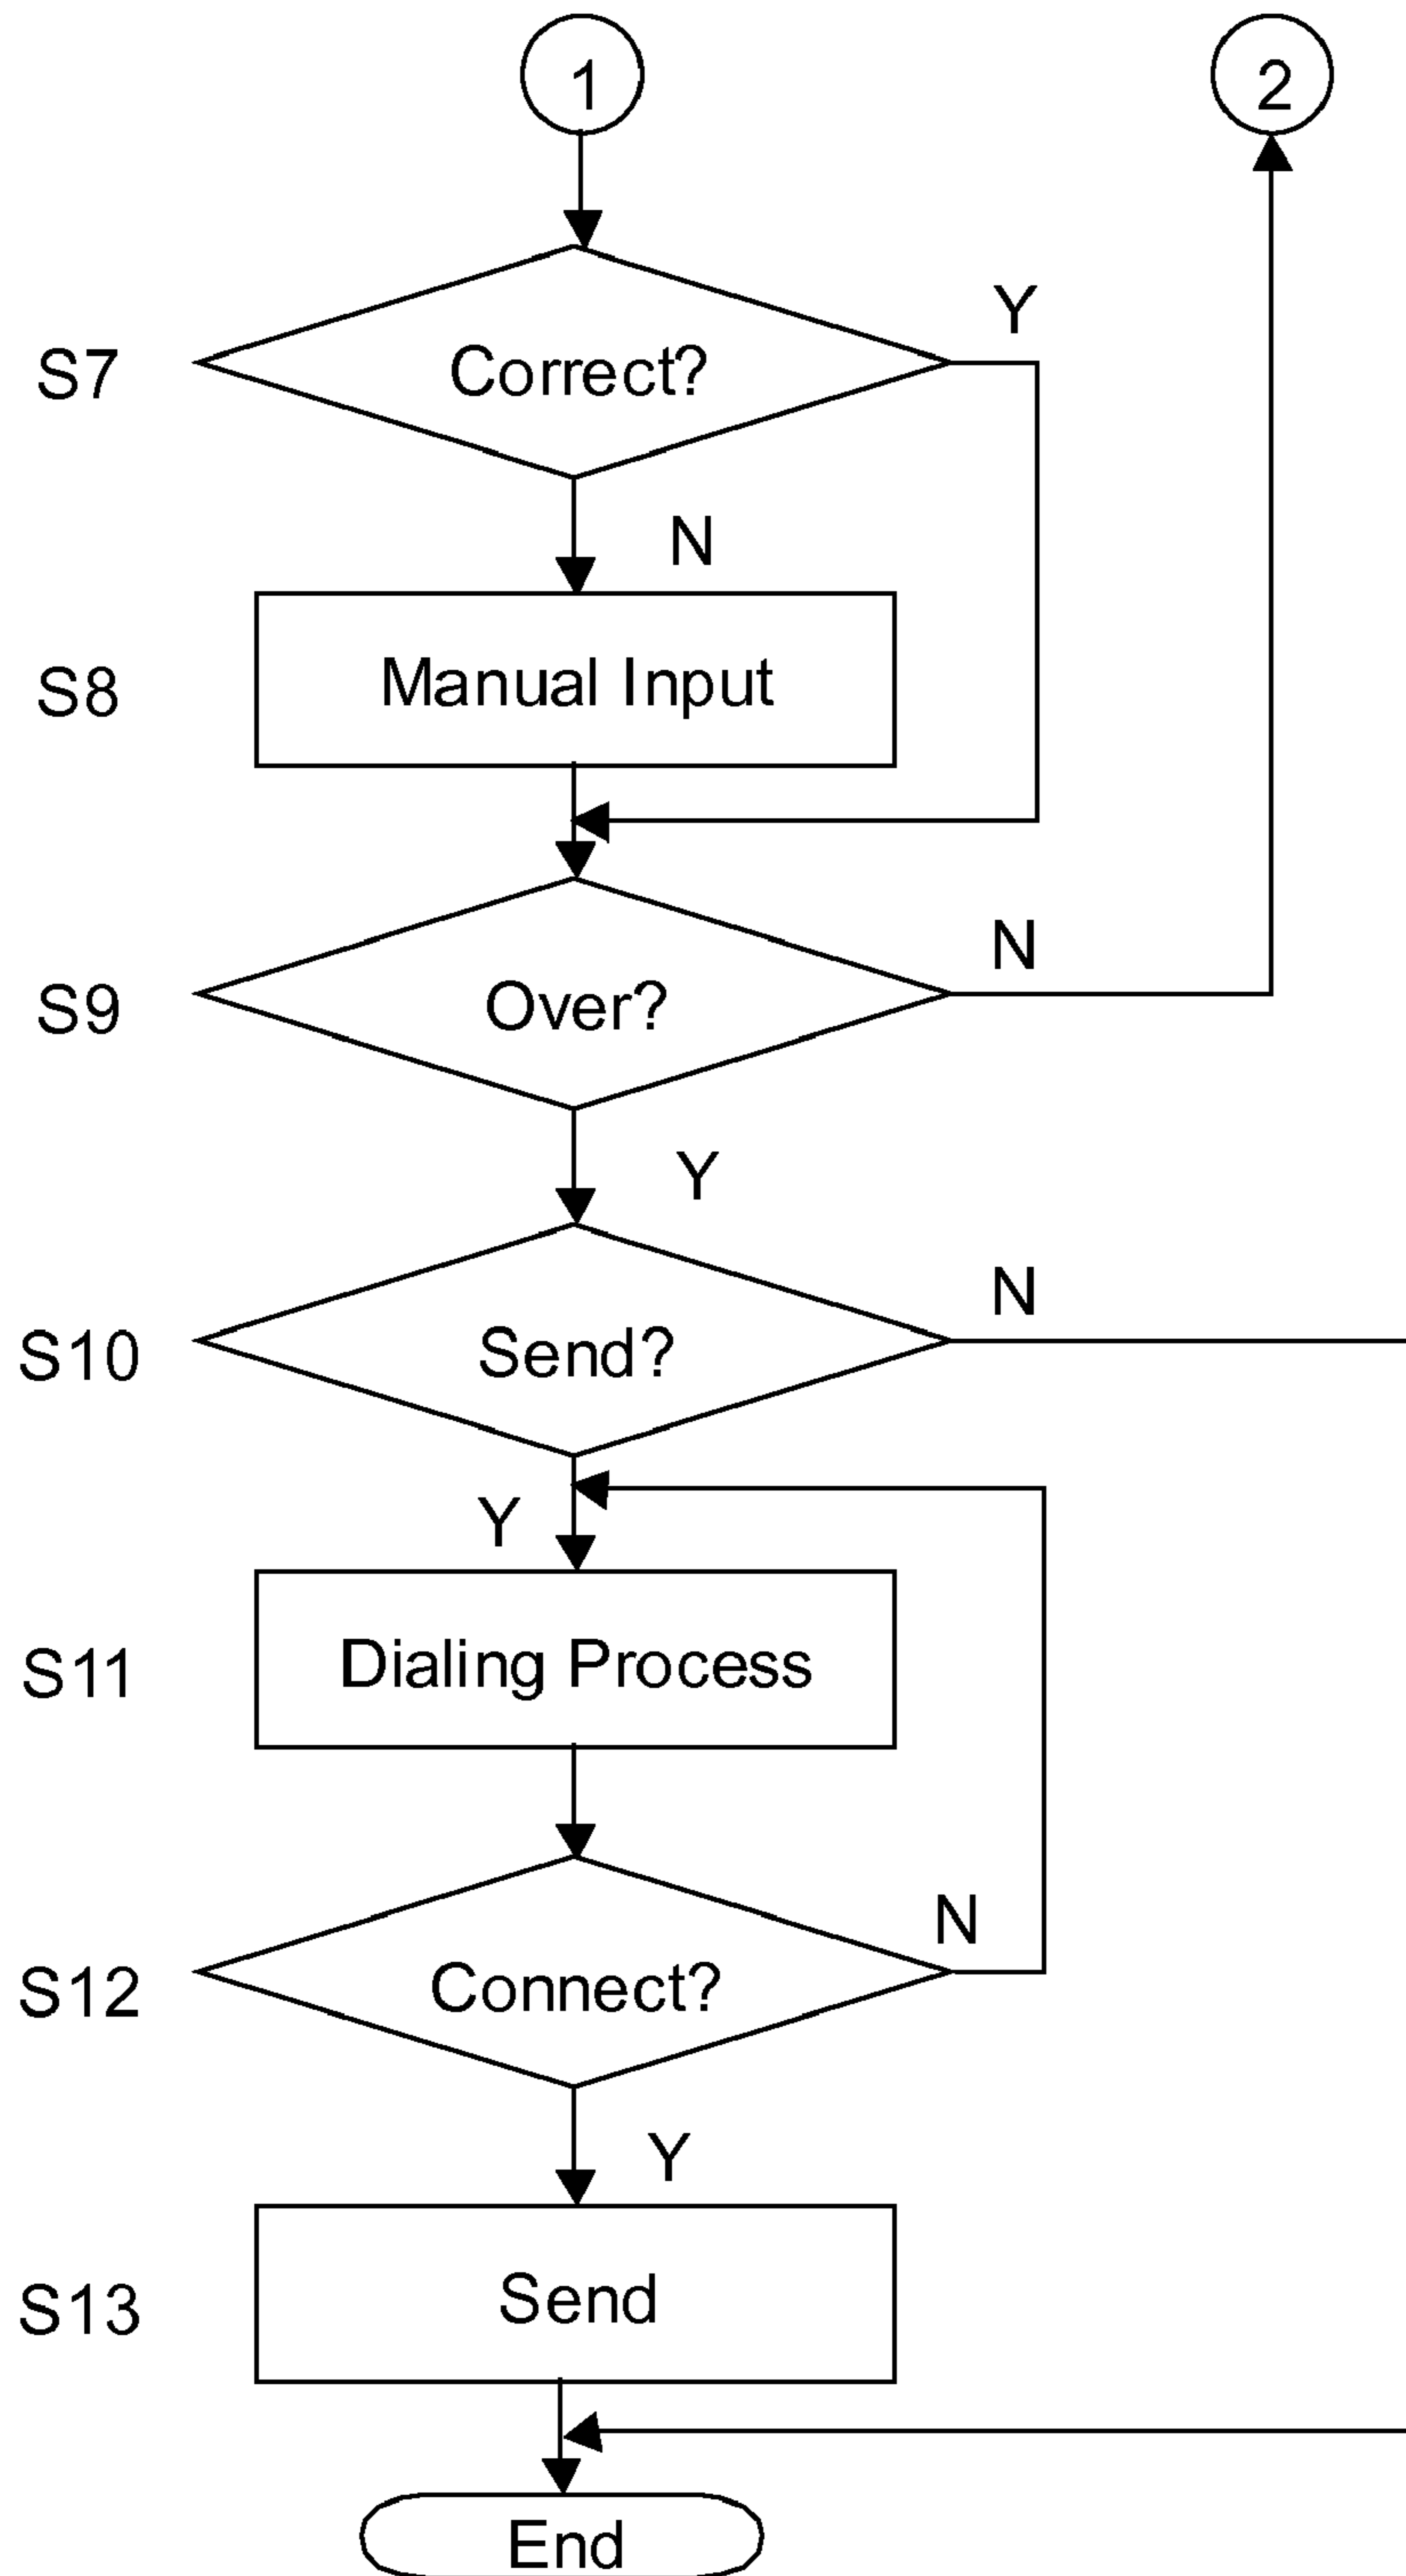 1
2
Y
S7
Correct?
N
S8
Manual Input
N
S9
Over?
Y
N
S10
Send?
Y
S11
Dialing Process
N
S12
Connect?
Y
S13
Send
End